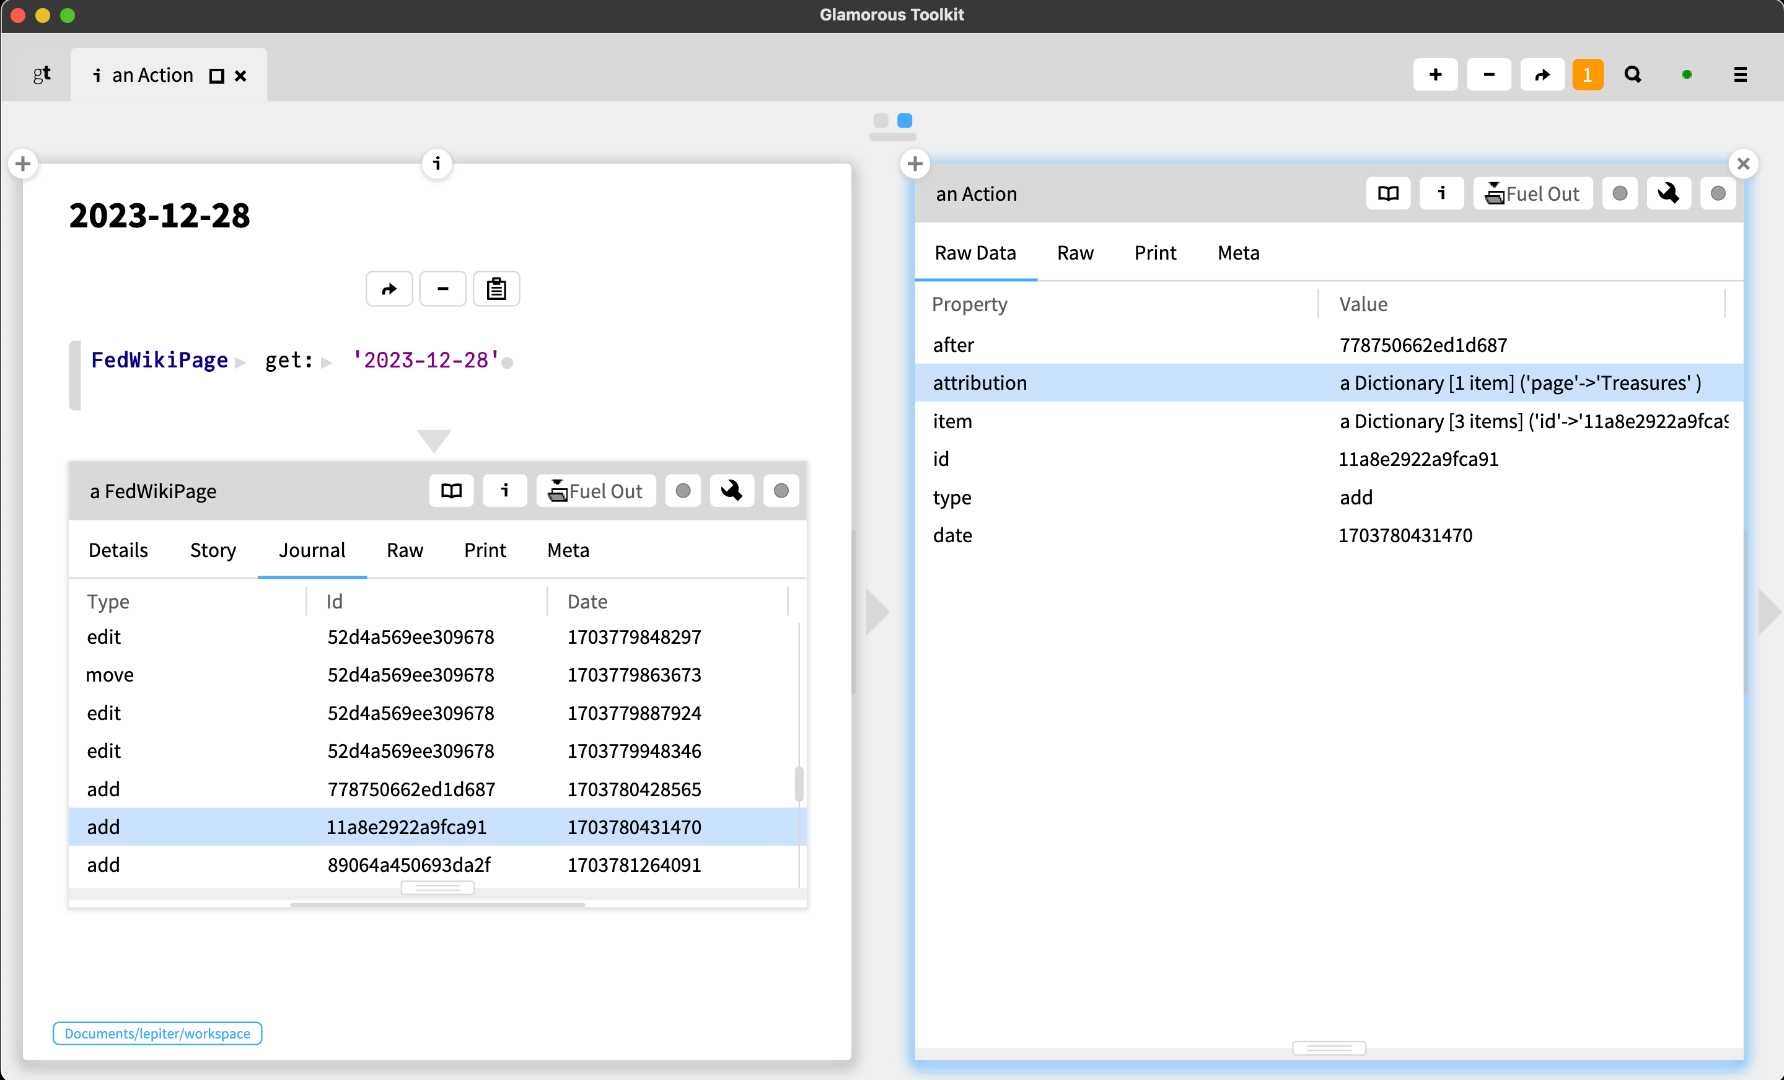 Glamorous Toolkit
gt
i an Action
1
2023-12-28
FedWikiPage get: '2023-12-28'
a FedWikiPage
i
Fuel Out
Details Story Journal Raw Print Meta
Type Id Date
edit 52d4a569ee309678 1703779848297
move 52d4a569ee309678 1703779863673
edit 52d4a569ee309678 1703779887924
edit 52d4a569ee309678 1703779948346
add 778750662ed1d687 1703780428565
add 11a8e2922a9fca91 1703780431470
add 89064a450693da2f 1703781264091
Documents/lepiter/workspace
i
an Action
i
Fuel Out
Raw Data Raw Print Meta
Property Value
after 778750662ed1d687
attribution a Dictionary [1 item] ('page'->'Treasures' )
item a Dictionary [3 items] ('id'->'11a8e2922a9fca9
id 11a8e2922a9fca91
type add
date 1703780431470